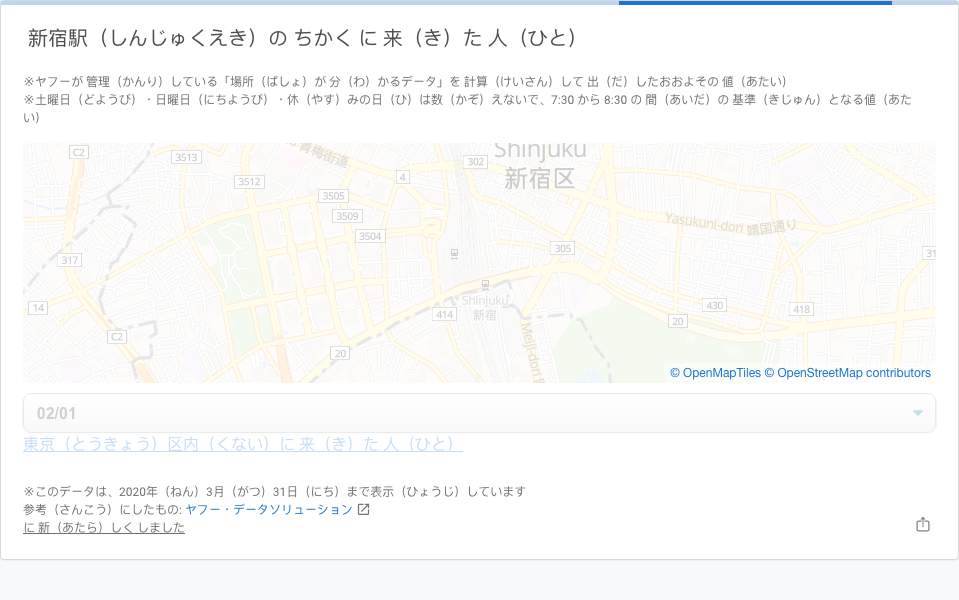 新宿駅（しんじゅくえき）の ちかく に 来（き）た 人（ひと）
※ヤフーが 管理（かんり）している「場所（ばしょ）が 分（わ）かるデータ」を 計算（けいさん）して 出（だ）したおおよその 値（あたい）
※土曜日（どようび）・日曜日（にちようび）・休（やす）みの日（ひ）は数（かぞ）えないで、7:30 から 8:30 の 間（あいだ）の 基準（きじゅん）となる値（あた
い）
C2
3513
青梅街道
302
Shinjuku
新宿区
3512
4
3505
3509
3504
Yasukuni-dori 靖国通り
305
317
31
14
Shinjuku
新宿
414
430
418
20
C2
20
Meiji-dori
© OpenMapTiles © OpenStreetMap contributors
02/01
東京（とうきょう）区内（くない）に 来（き）た 人（ひと）
※このデータは、2020年（ねん）3月（がつ）31日（にち）まで表示（ひょうじ）しています
参考（さんこう）にしたもの: ヤフー・データソリューション
に 新（あたら）しく しました